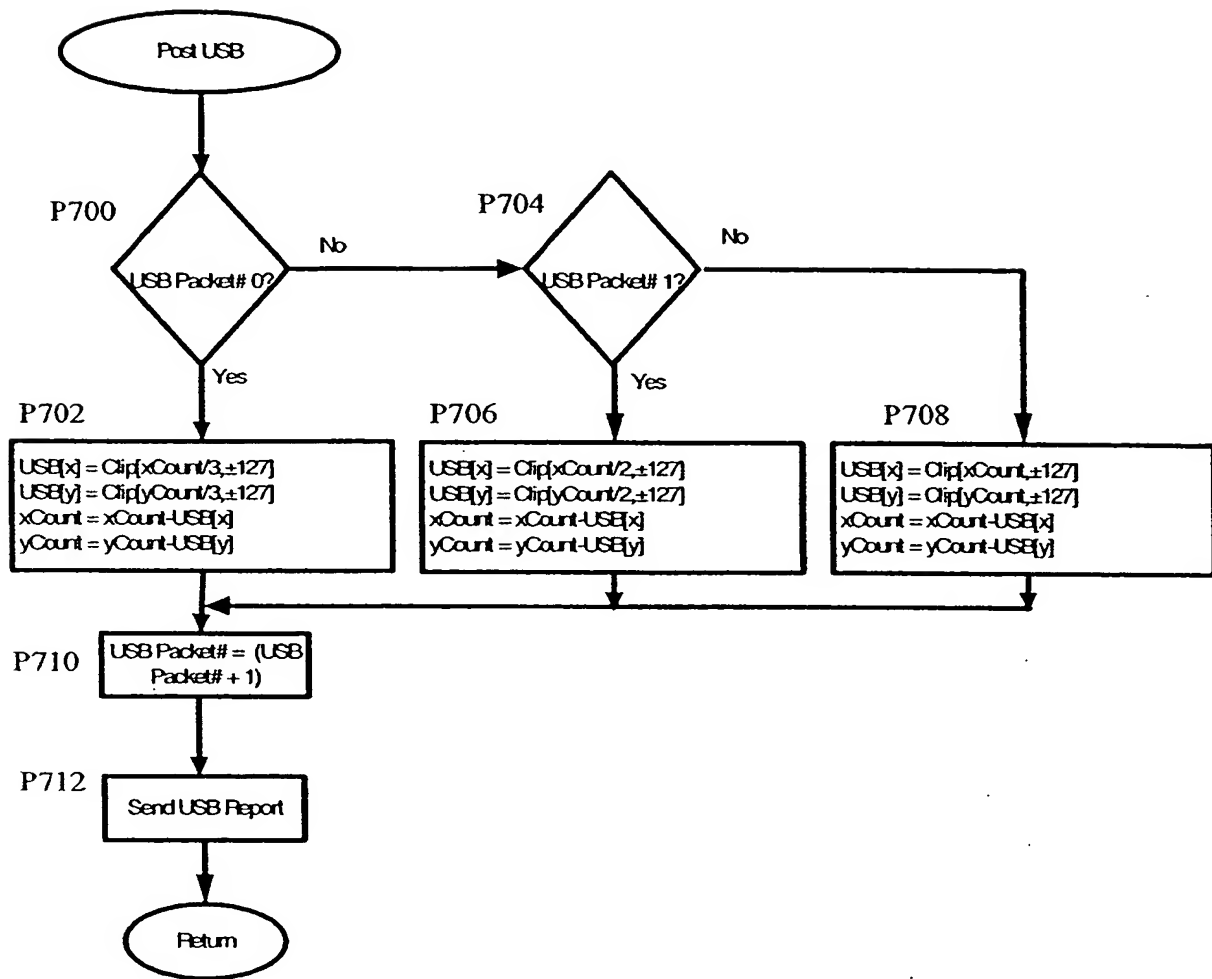 Post USB
P700
USB Packet# 0?
No
P704
USB Packet# 1?
No
Yes
Yes
P702
USB[x] = Clip[xCount/3,±127]
USB[y] = Clip[yCount/3,±127]
xCount = xCount-USB[x]
yCount = yCount-USB[y]
P706
USB[x] = Clip[xCount/2,±127]
USB[y] = Clip[yCount/2,±127]
xCount = xCount-USB[x]
yCount = yCount-USB[y]
P708
USB[x] = Clip[xCount,±127]
USB[y] = Clip[yCount,±127]
xCount = xCount-USB[x]
yCount = yCount-USB[y]
P710
USB Packet# = (USB
Packet# + 1)
P712
Send USB Report
Return